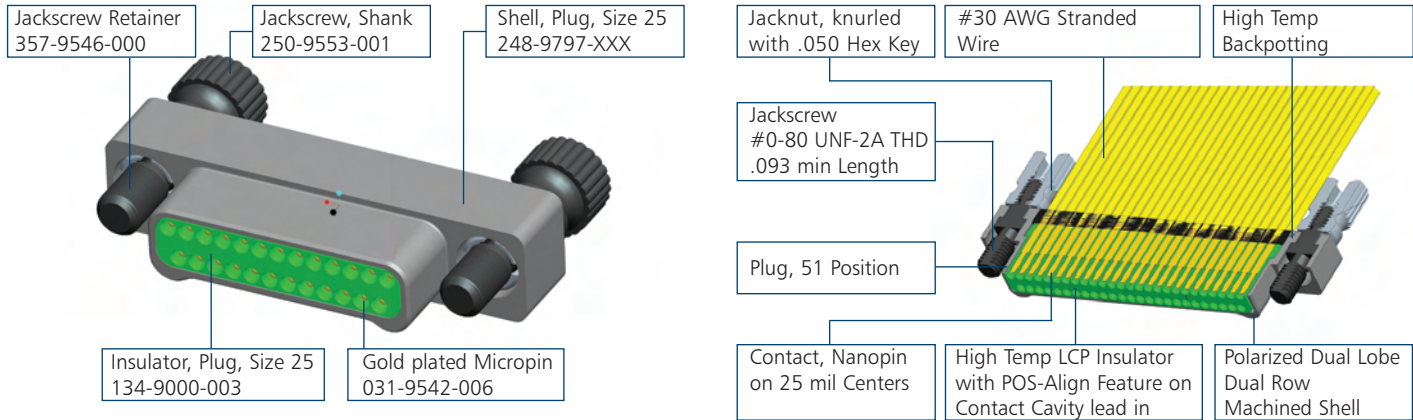 Jackscrew Retainer
357-9546-000
Jackscrew, Shank
250-9553-001
Shell, Plug, Size 25
248-9797-XXX
Insulator, Plug, Size 25
134-9000-003
Gold plated Micropin
031-9542-006
Jacknut, knurled
with .050 Hex Key
#30 AWG Stranded
Wire
High Temp
Backpotting
Jackscrew
#0-80 UNF-2A THD
.093 min Length
Plug, 51 Position
Contact, Nanopin
on 25 mil Centers
High Temp LCP Insulator
with POS-Align Feature on
Contact Cavity lead in
Polarized Dual Lobe
Dual Row
Machined Shell